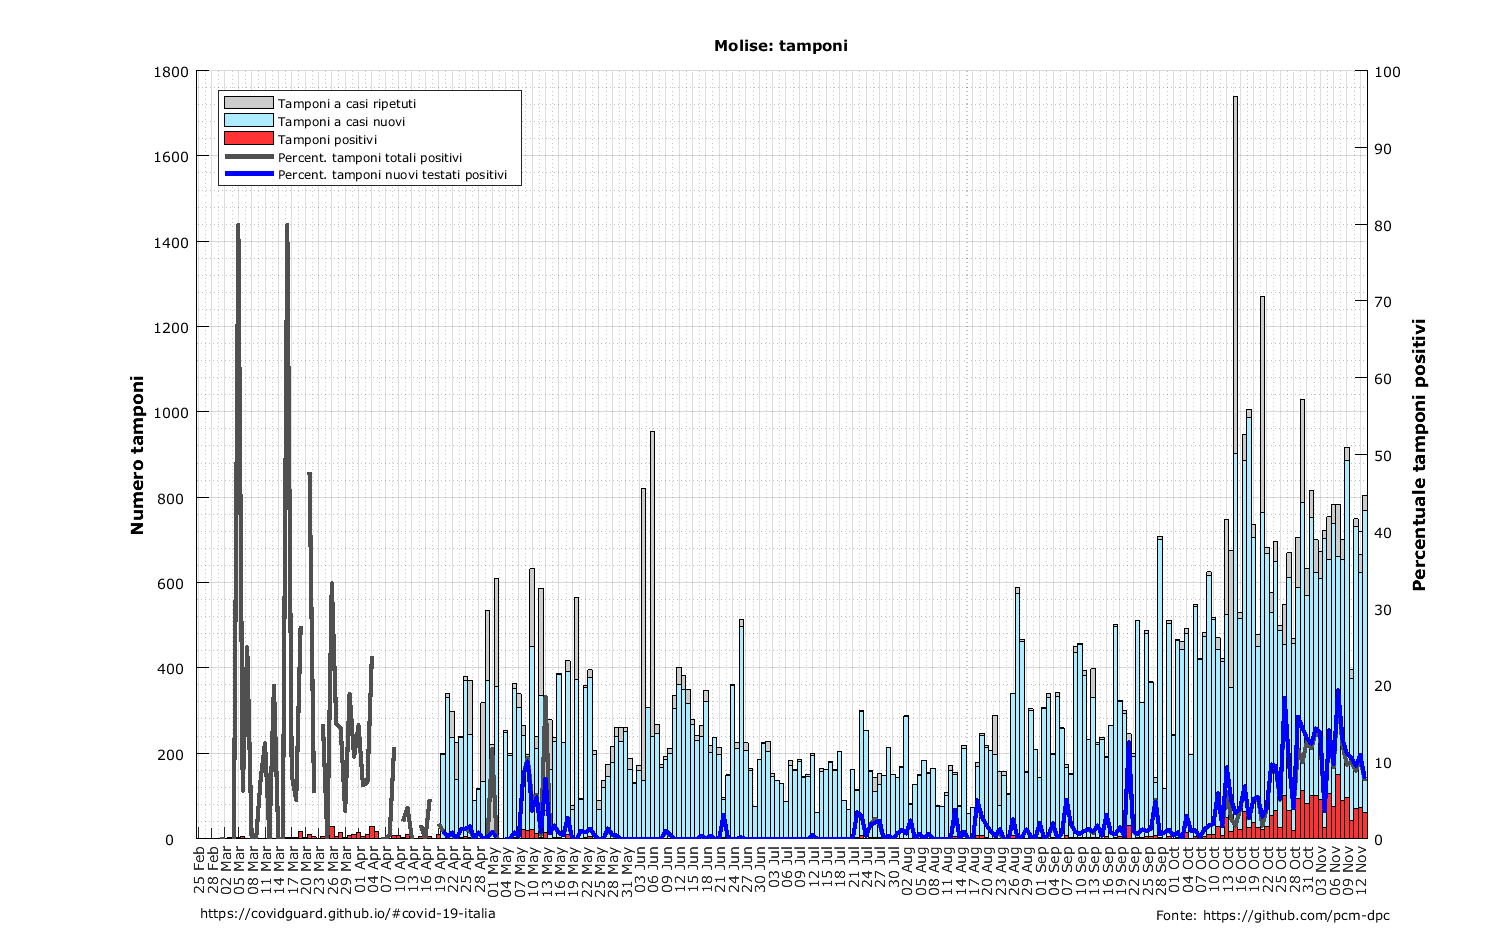 Molise: tamponi
1800
1600
1400
1200
1000
800
600
400
200
0
Numero tamponi
Tamponi a casi ripetuti
Tamponi a casi nuovi
Tamponi positivi
Percent. tamponi totali positivi
Percent. tamponi nuovi testati positivi
100
90
80
70
60
50
40
30
20
10
0
Percentuale tamponi positivi
25 Feb
28 Feb
02 Mar
05 Mar
08 Mar
11 Mar
14 Mar
17 Mar
20 Mar
23 Mar
26 Mar
29 Mar
01 Apr
04 Apr
07 Apr
10 Apr
13 Apr
16 Apr
19 Apr
22 Apr
25 Apr
28 Apr
01 May
04 May
07 May
10 May
13 May
16 May
19 May
22 May
25 May
28 May
31 May
03 Jun
06 Jun
09 Jun
12 Jun
15 Jun
18 Jun
21 Jun
24 Jun
27 Jun
30 Jun
03 Jul
06 Jul
09 Jul
12 Jul
15 Jul
18 Jul
21 Jul
24 Jul
27 Jul
30 Jul
02 Aug
05 Aug
08 Aug
11 Aug
14 Aug
17 Aug
20 Aug
23 Aug
26 Aug
29 Aug
01 Sep
04 Sep
07 Sep
10 Sep
13 Sep
16 Sep
19 Sep
22 Sep
25 Sep
28 Sep
01 Oct
04 Oct
07 Oct
10 Oct
13 Oct
16 Oct
19 Oct
22 Oct
25 Oct
28 Oct
31 Oct
03 Nov
06 Nov
09 Nov
12 Nov
https://covidguard.github.io/#covid-19-italia
Fonte: https://github.com/pcm-dpc